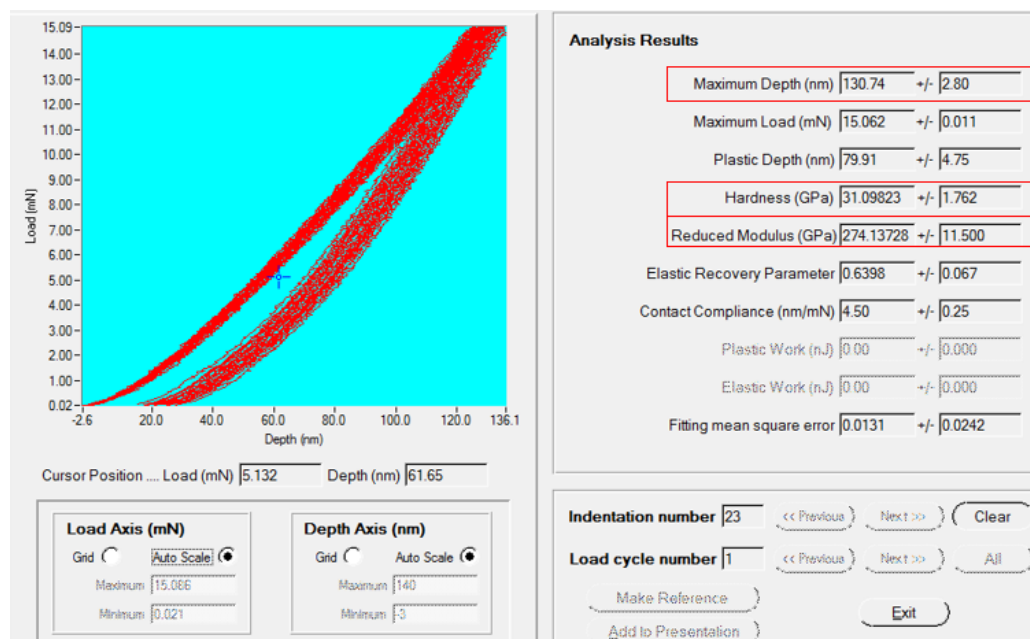 15.09
14.00
13.00
12.00
11.00
10.00
9.00
8.00
7.00
6.00
5.00
4.00
3.00
2.00
1.00
0.02
Load (mN)
-2.6 20.0 40.0 60.0 80.0 100.0 120.0 136.1
Depth (nm)
Cursor Position .... Load (mN) 5.132 Depth (nm) 61.65
Load Axis (mN)
Grid Auto Scale
Maximum 15.086
Minimum 0.021
Depth Axis (nm)
Grid Auto Scale
Maximum 140
Minimum -3
Analysis Results
Maximum Depth (nm) 130.74 +/- 2.80
Maximum Load (mN) 15.062 +/- 0.011
Plastic Depth (nm) 79.91 +/- 4.75
Hardness (GPa) 31.09823 +/- 1.762
Reduced Modulus (GPa) 274.13728 +/- 11.500
Elastic Recovery Parameter 0.6398 +/- 0.067
Contact Compliance (nm/mN) 4.50 +/- 0.25
Plastic Work (nJ) 0.00 +/- 0.000
Elastic Work (nJ) 0.00 +/- 0.000
Fitting mean square error 0.0131 +/- 0.0242
Indentation number 23 << Previous Next >> Clear
Load cycle number 1 << Previous Next >> All
Make Reference
Add to Presentation
Exit